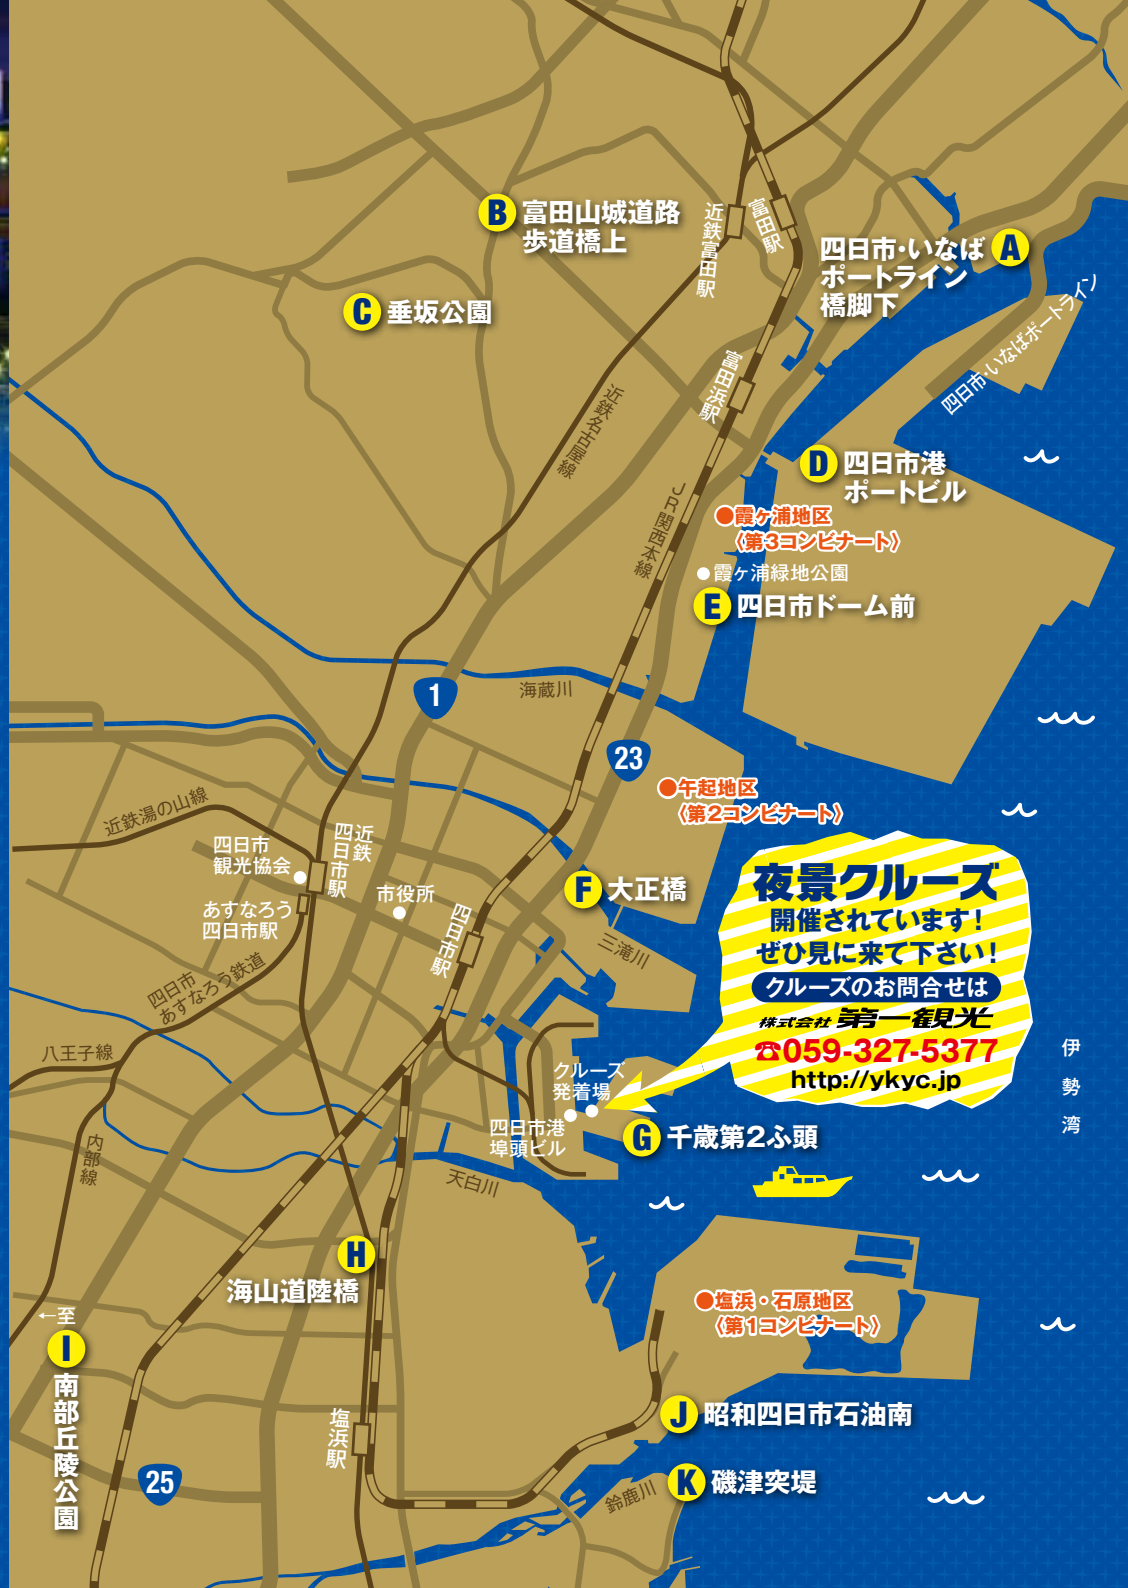 B
富田山城道路
歩道橋上
近鉄富田駅
富田駅
四日市・いなば
ポートライン
橋脚下
A
C
垂坂公園
四日市・いなばポートライン
富田浜駅
近鉄名古屋線
D
四日市港
ポートビル
JR関西本線
●霞ヶ浦地区
〈第3コンビナート〉
霞ヶ浦緑地公園
E
四日市ドーム前
1
海蔵川
23
●午起地区
〈第2コンビナート〉
近鉄湯の山線
四日市
観光協会
近鉄
四日市駅
市役所
あすなろう
四日市駅
四日市駅
F
大正橋
三滝川
夜景クルーズ
開催されています!
ぜひ見に来て下さい!
クルーズのお問合せは
株式会社 第一観光
☎059-327-5377
http://ykyc.jp
四日市
あすなろう鉄道
八王子線
伊勢湾
クルーズ
発着場
四日市港
埠頭ビル
G
千歳第2ふ頭
内部線
天白川
H
海山道陸橋
●塩浜・石原地区
〈第1コンビナート〉
←至
I
南部丘陵公園
塩浜駅
J
昭和四日市石油南
25
鈴鹿川
K
磯津突堤